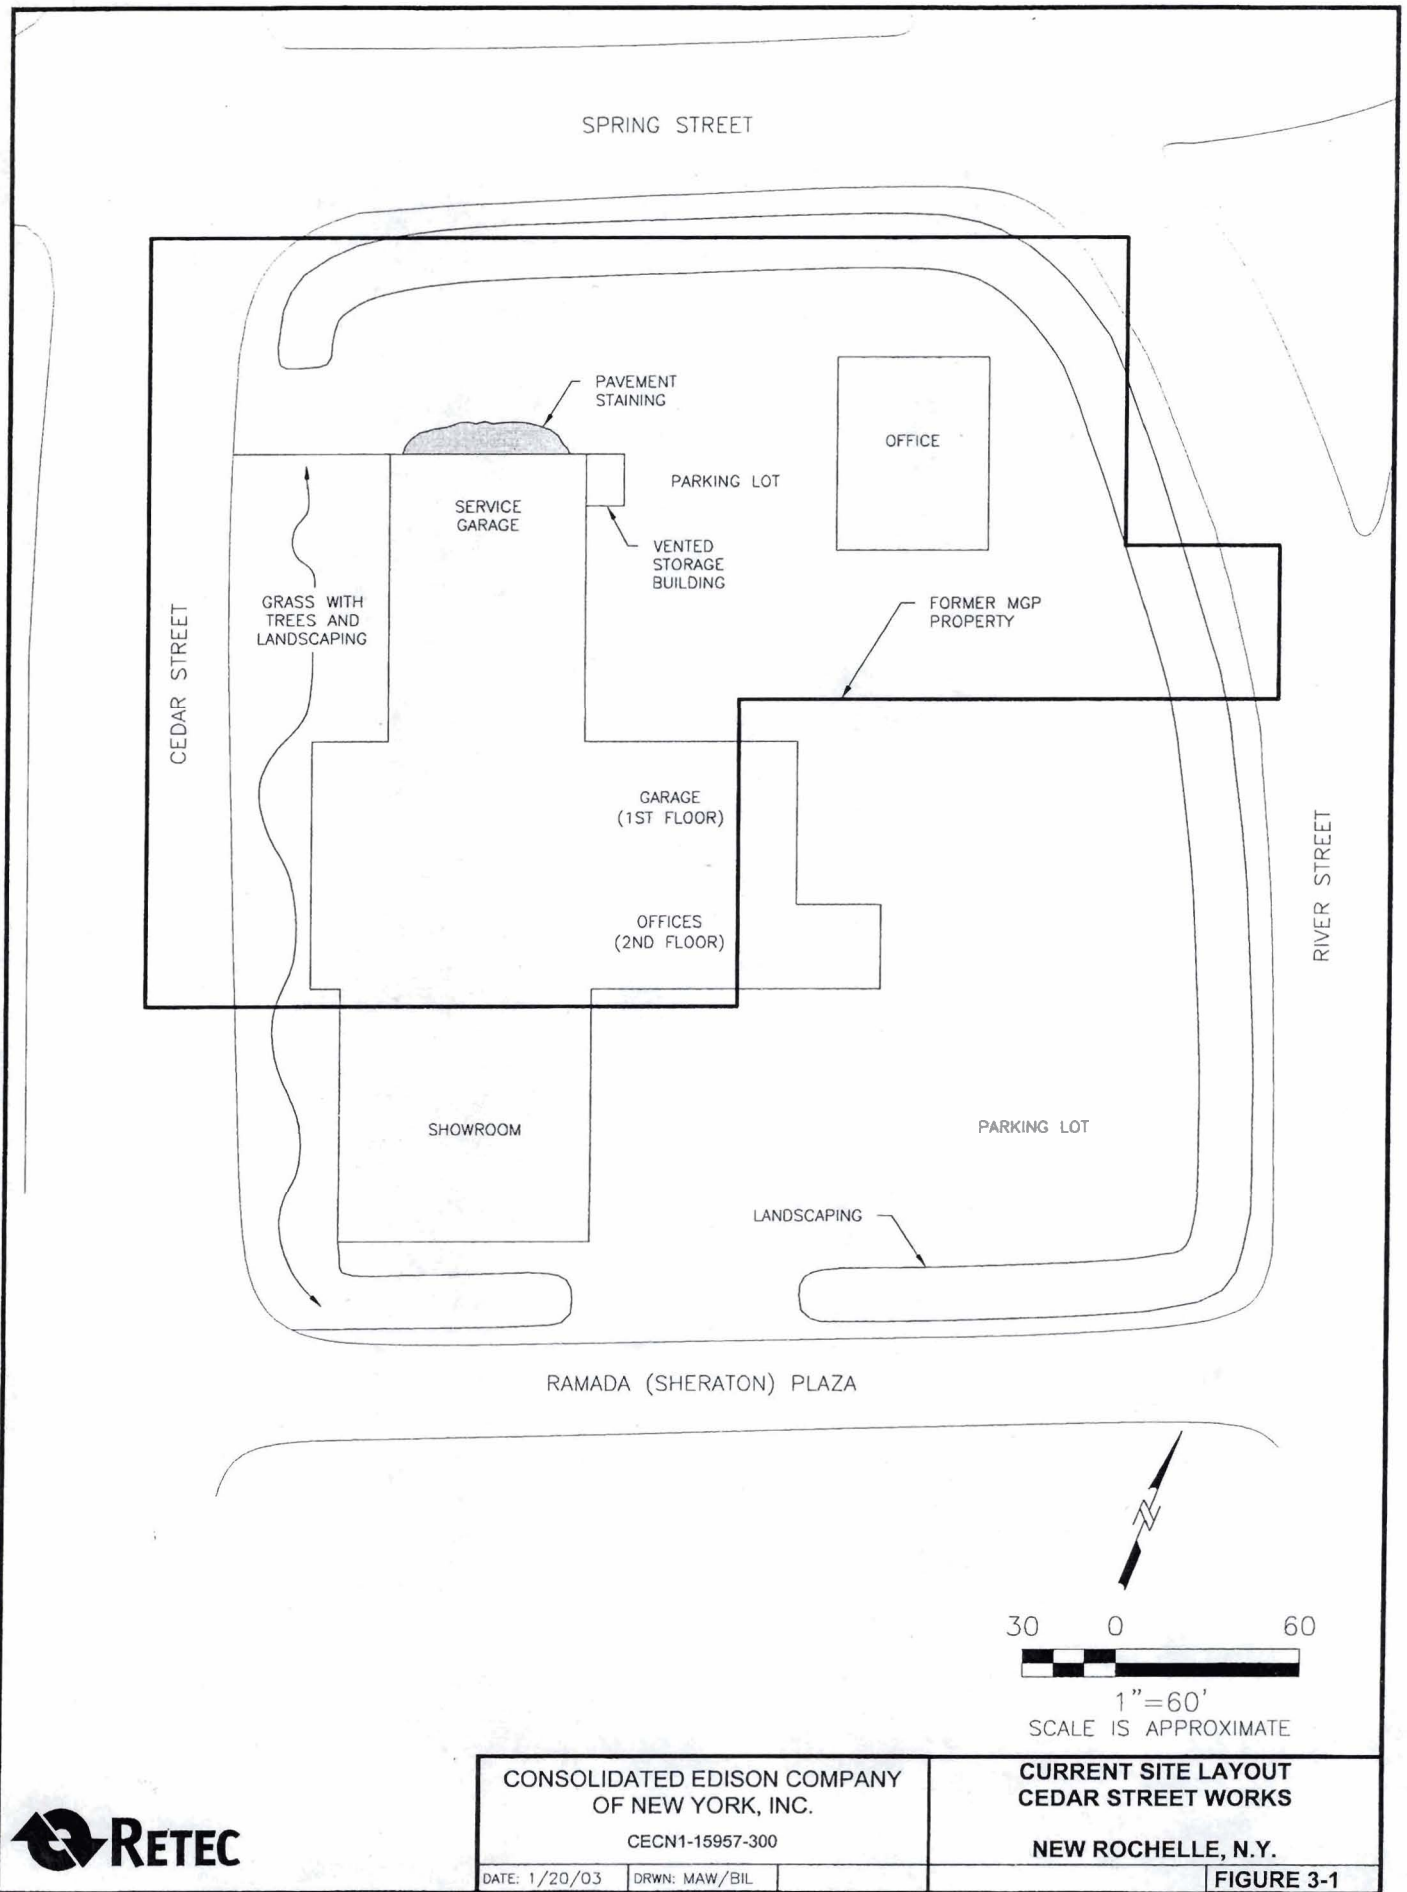 SPRING STREET
PAVEMENT
STAINING
OFFICE
PARKING LOT
SERVICE
GARAGE
VENTED
STORAGE
BUILDING
GRASS WITH
TREES AND
LANDSCAPING
FORMER MGP
PROPERTY
CEDAR STREET
GARAGE
(1ST FLOOR)
RIVER STREET
OFFICES
(2ND FLOOR)
SHOWROOM
PARKING LOT
LANDSCAPING
RAMADA (SHERATON) PLAZA
N
30 0 60
1"=60'
SCALE IS APPROXIMATE
RETEC
CONSOLIDATED EDISON COMPANY
OF NEW YORK, INC.
CECN1-15957-300
DATE: 1/20/03
DRWN: MAW/BIL
CURRENT SITE LAYOUT
CEDAR STREET WORKS
NEW ROCHELLE, N.Y.
FIGURE 3-1